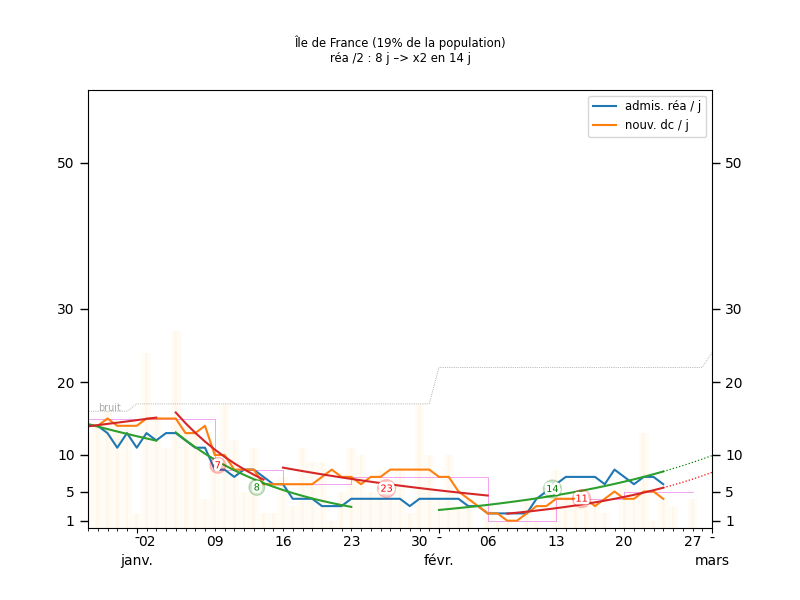 Île de France (19% de la population)
réa /2 : 8 j –> x2 en 14 j
admis. réa / j
nouv. dc / j
50 50
30 30
20 20
bruit
10 10
7
8 23 14
5 5
11
1 1
02 09 16 23 30 06 13 20 27
janv. févr. mars